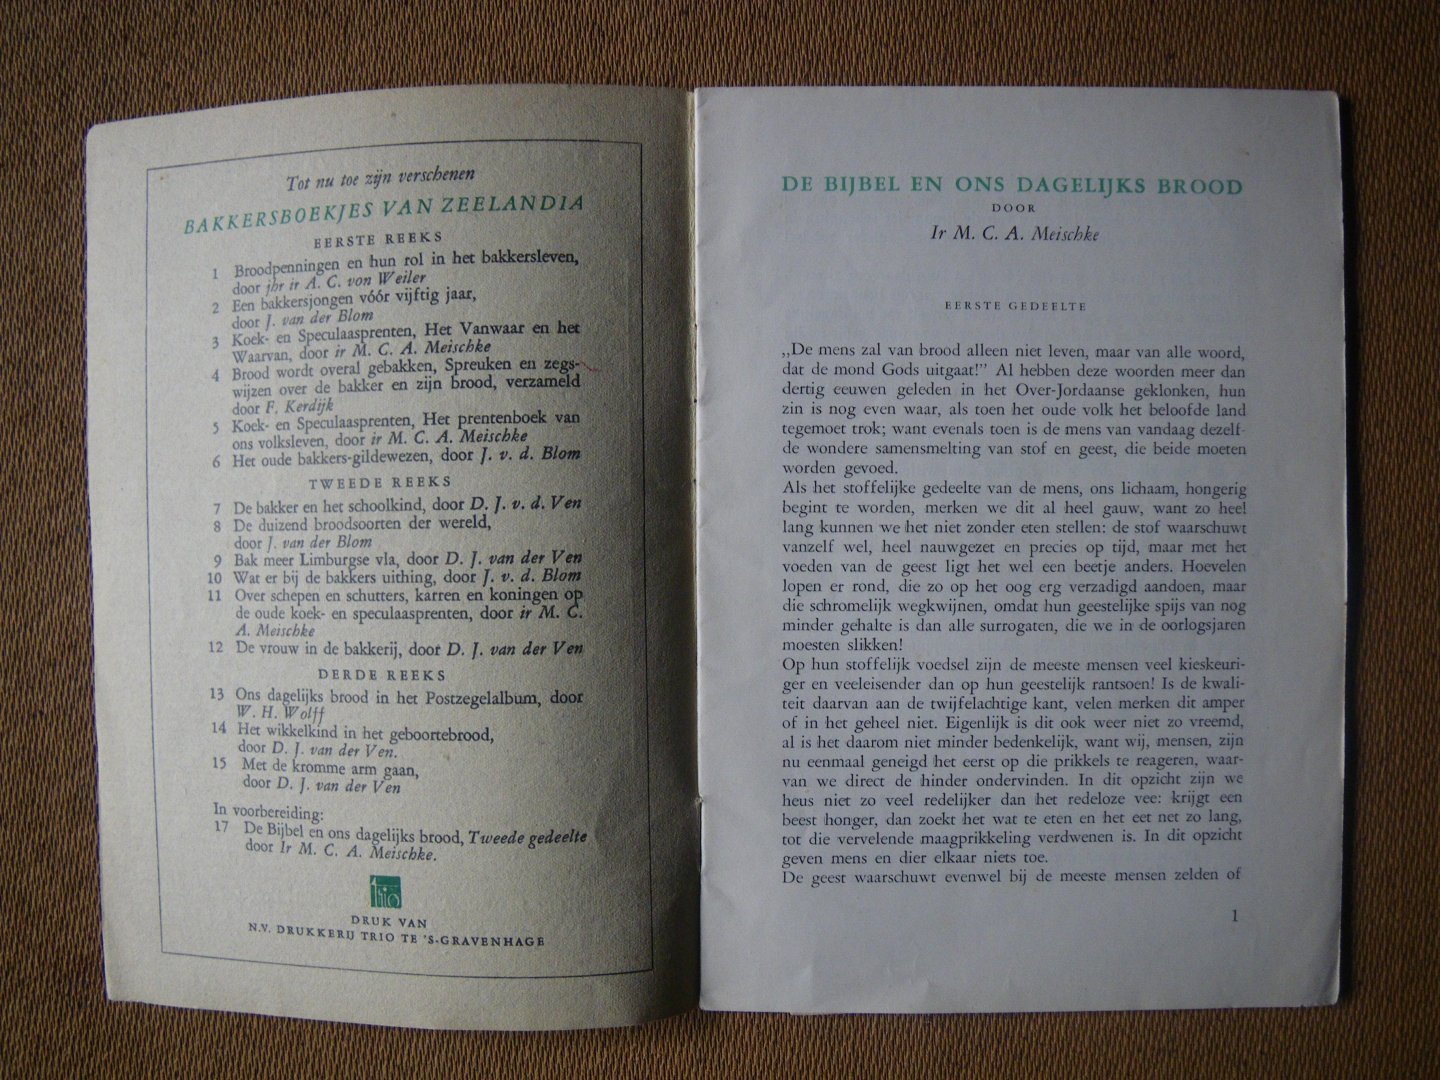 Tot nu toe zijn verschenen
BAKKERSBOEKJES VAN ZEELANDIA
EERSTE REEKS
1 Broodpenningen en hun rol in het bakkersleven,
door jhr ir A. C. von Weiler
2 Een bakkersjongen vóór vijftig jaar,
door J. van der Blom
3 Koek- en Speculaasprenten, Het Vanwaar en het
Waarvan, door ir M. C. A. Meischke
4 Brood wordt overal gebakken, Spreuken en zegs-
wijzen over de bakker en zijn brood, verzameld
door F. Kerdijk
5 Koek- en Speculaasprenten, Het prentenboek van
ons volksleven, door ir M. C. A. Meischke
6 Het oude bakkers-gildewezen, door J. v. d. Blom
TWEEDE REEKS
7 De bakker en het schoolkind, door D. J. v. d. Ven
8 De duizend broodsoorten der wereld,
door J. van der Blom
9 Bak meer Limburgse vla, door D. J. van der Ven
10 Wat er bij de bakkers uithing, door J. v. d. Blom
11 Over schepen en schutters, karren en koningen op
de oude koek- en speculaasprenten, door ir M. C.
A. Meischke
12 De vrouw in de bakkerij, door D. J. van der Ven
DERDE REEKS
13 Ons dagelijks brood in het Postzegelalbum, door
W. H. Wolff
14 Het wikkelkind in het geboortebrood,
door D. J. van der Ven.
15 Met de kromme arm gaan,
door D. J. van der Ven
In voorbereiding:
17 De Bijbel en ons dagelijks brood, Tweede gedeelte
door Ir M. C. A. Meischke.
trio
DRUK VAN
N.V. DRUKKERIJ TRIO TE 'S-GRAVENHAGE
DE BIJBEL EN ONS DAGELIJKS BROOD
DOOR
Ir M. C. A. Meischke
EERSTE GEDEELTE
„De mens zal van brood alleen niet leven, maar van alle woord,
dat de mond Gods uitgaat!” Al hebben deze woorden meer dan
dertig eeuwen geleden in het Over-Jordaanse geklonken, hun
zin is nog even waar, als toen het oude volk het beloofde land
tegemoet trok; want evenals toen is de mens van vandaag dezelf-
de wondere samensmelting van stof en geest, die beide moeten
worden gevoed.
Als het stoffelijke gedeelte van de mens, ons lichaam, hongerig
begint te worden, merken we dit al heel gauw, want zo heel
lang kunnen we het niet zonder eten stellen: de stof waarschuwt
vanzelf wel, heel nauwgezet en precies op tijd, maar met het
voeden van de geest ligt het wel een beetje anders. Hoevelen
lopen er rond, die zo op het oog erg verzadigd aandoen, maar
die schromelijk wegkwijnen, omdat hun geestelijke spijs van nog
minder gehalte is dan alle surrogaten, die we in de oorlogsjaren
moesten slikken!
Op hun stoffelijk voedsel zijn de meeste mensen veel kieskeuri-
ger en veeleisender dan op hun geestelijk rantsoen! Is de kwali-
teit daarvan aan de twijfelachtige kant, velen merken dit amper
of in het geheel niet. Eigenlijk is dit ook weer niet zo vreemd,
al is het daarom niet minder bedenkelijk, want wij, mensen, zijn
nu eenmaal geneigd het eerst op die prikkels te reageren, waar-
van we direct de hinder ondervinden. In dit opzicht zijn we
heus niet zo veel redelijker dan het redeloze vee: krijgt een
beest honger, dan zoekt het wat te eten en het eet net zo lang,
tot die vervelende maagprikkeling verdwenen is. In dit opzicht
geven mens en dier elkaar niets toe.
De geest waarschuwt evenwel bij de meeste mensen zelden of
1